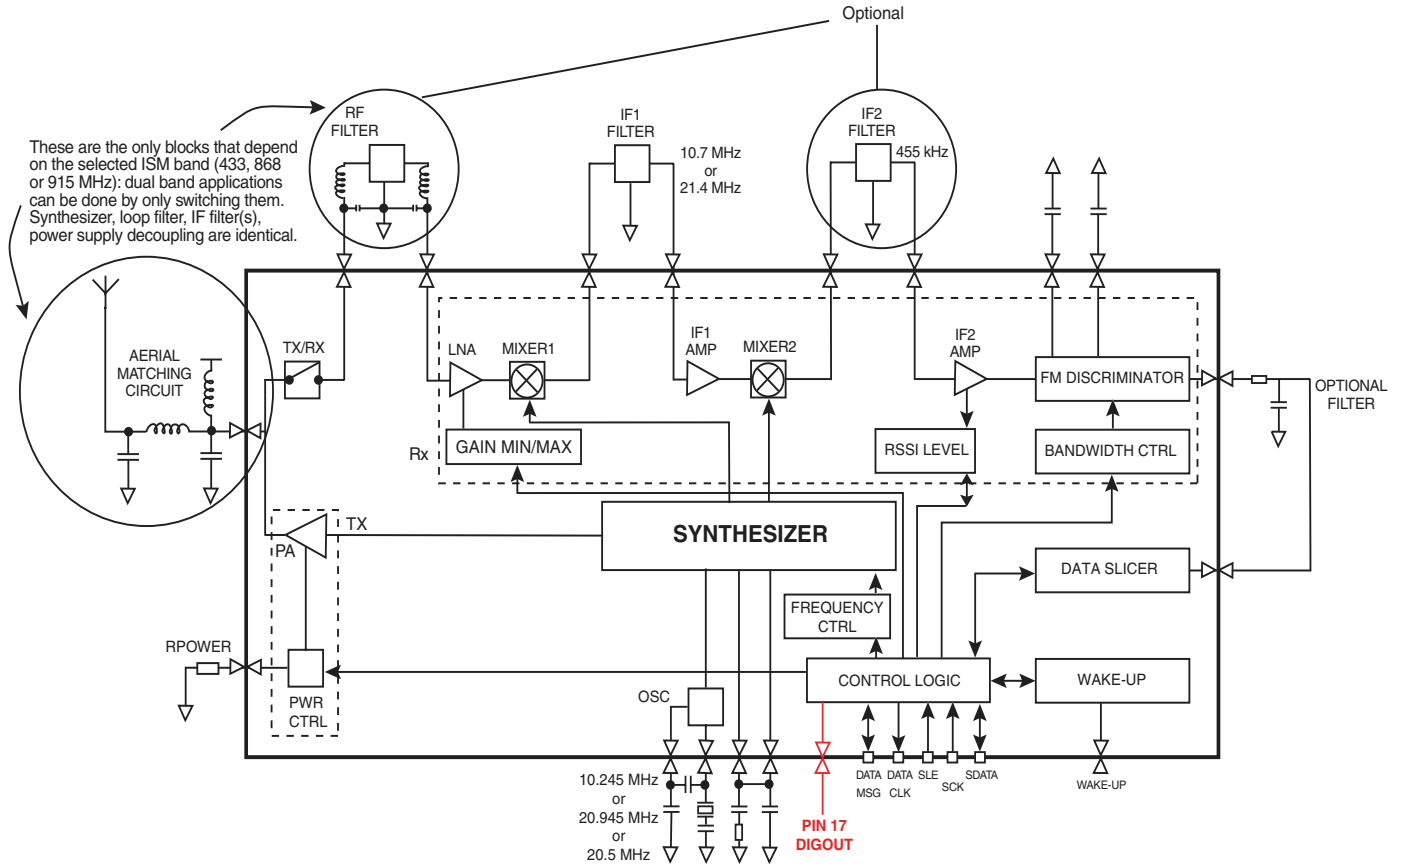 Optional
RF
FILTER
IF1
FILTER
10.7 MHz
or
21.4 MHz
IF2
FILTER
455 kHz
These are the only blocks that depend
on the selected ISM band (433, 868
or 915 MHz): dual band applications
can be done by only switching them.
Synthesizer, loop filter, IF filter(s),
power supply decoupling are identical.
AERIAL
MATCHING
CIRCUIT
TX/RX
LNA
MIXER1
IF1
AMP
MIXER2
IF2
AMP
FM DISCRIMINATOR
OPTIONAL
FILTER
Rx
GAIN MIN/MAX
RSSI LEVEL
BANDWIDTH CTRL
TX
PA
SYNTHESIZER
DATA SLICER
FREQUENCY
CTRL
RPOWER
PWR
CTRL
OSC
CONTROL LOGIC
WAKE-UP
10.245 MHz
or
20.945 MHz
or
20.5 MHz
PIN 17
DIGOUT
DATA
MSG
DATA
CLK
SLE
SCK
SDATA
WAKE-UP